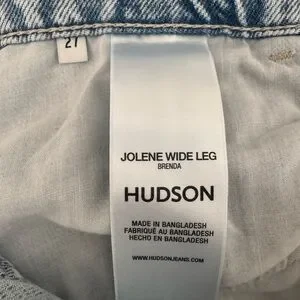 27
JOLENE WIDE LEG
BRENDA
HUDSON
MADE IN BANGLADESH
FABRIQUÉ AU BANGLADESH
HECHO EN BANGLADESH
WWW.HUDSONJEANS.COM